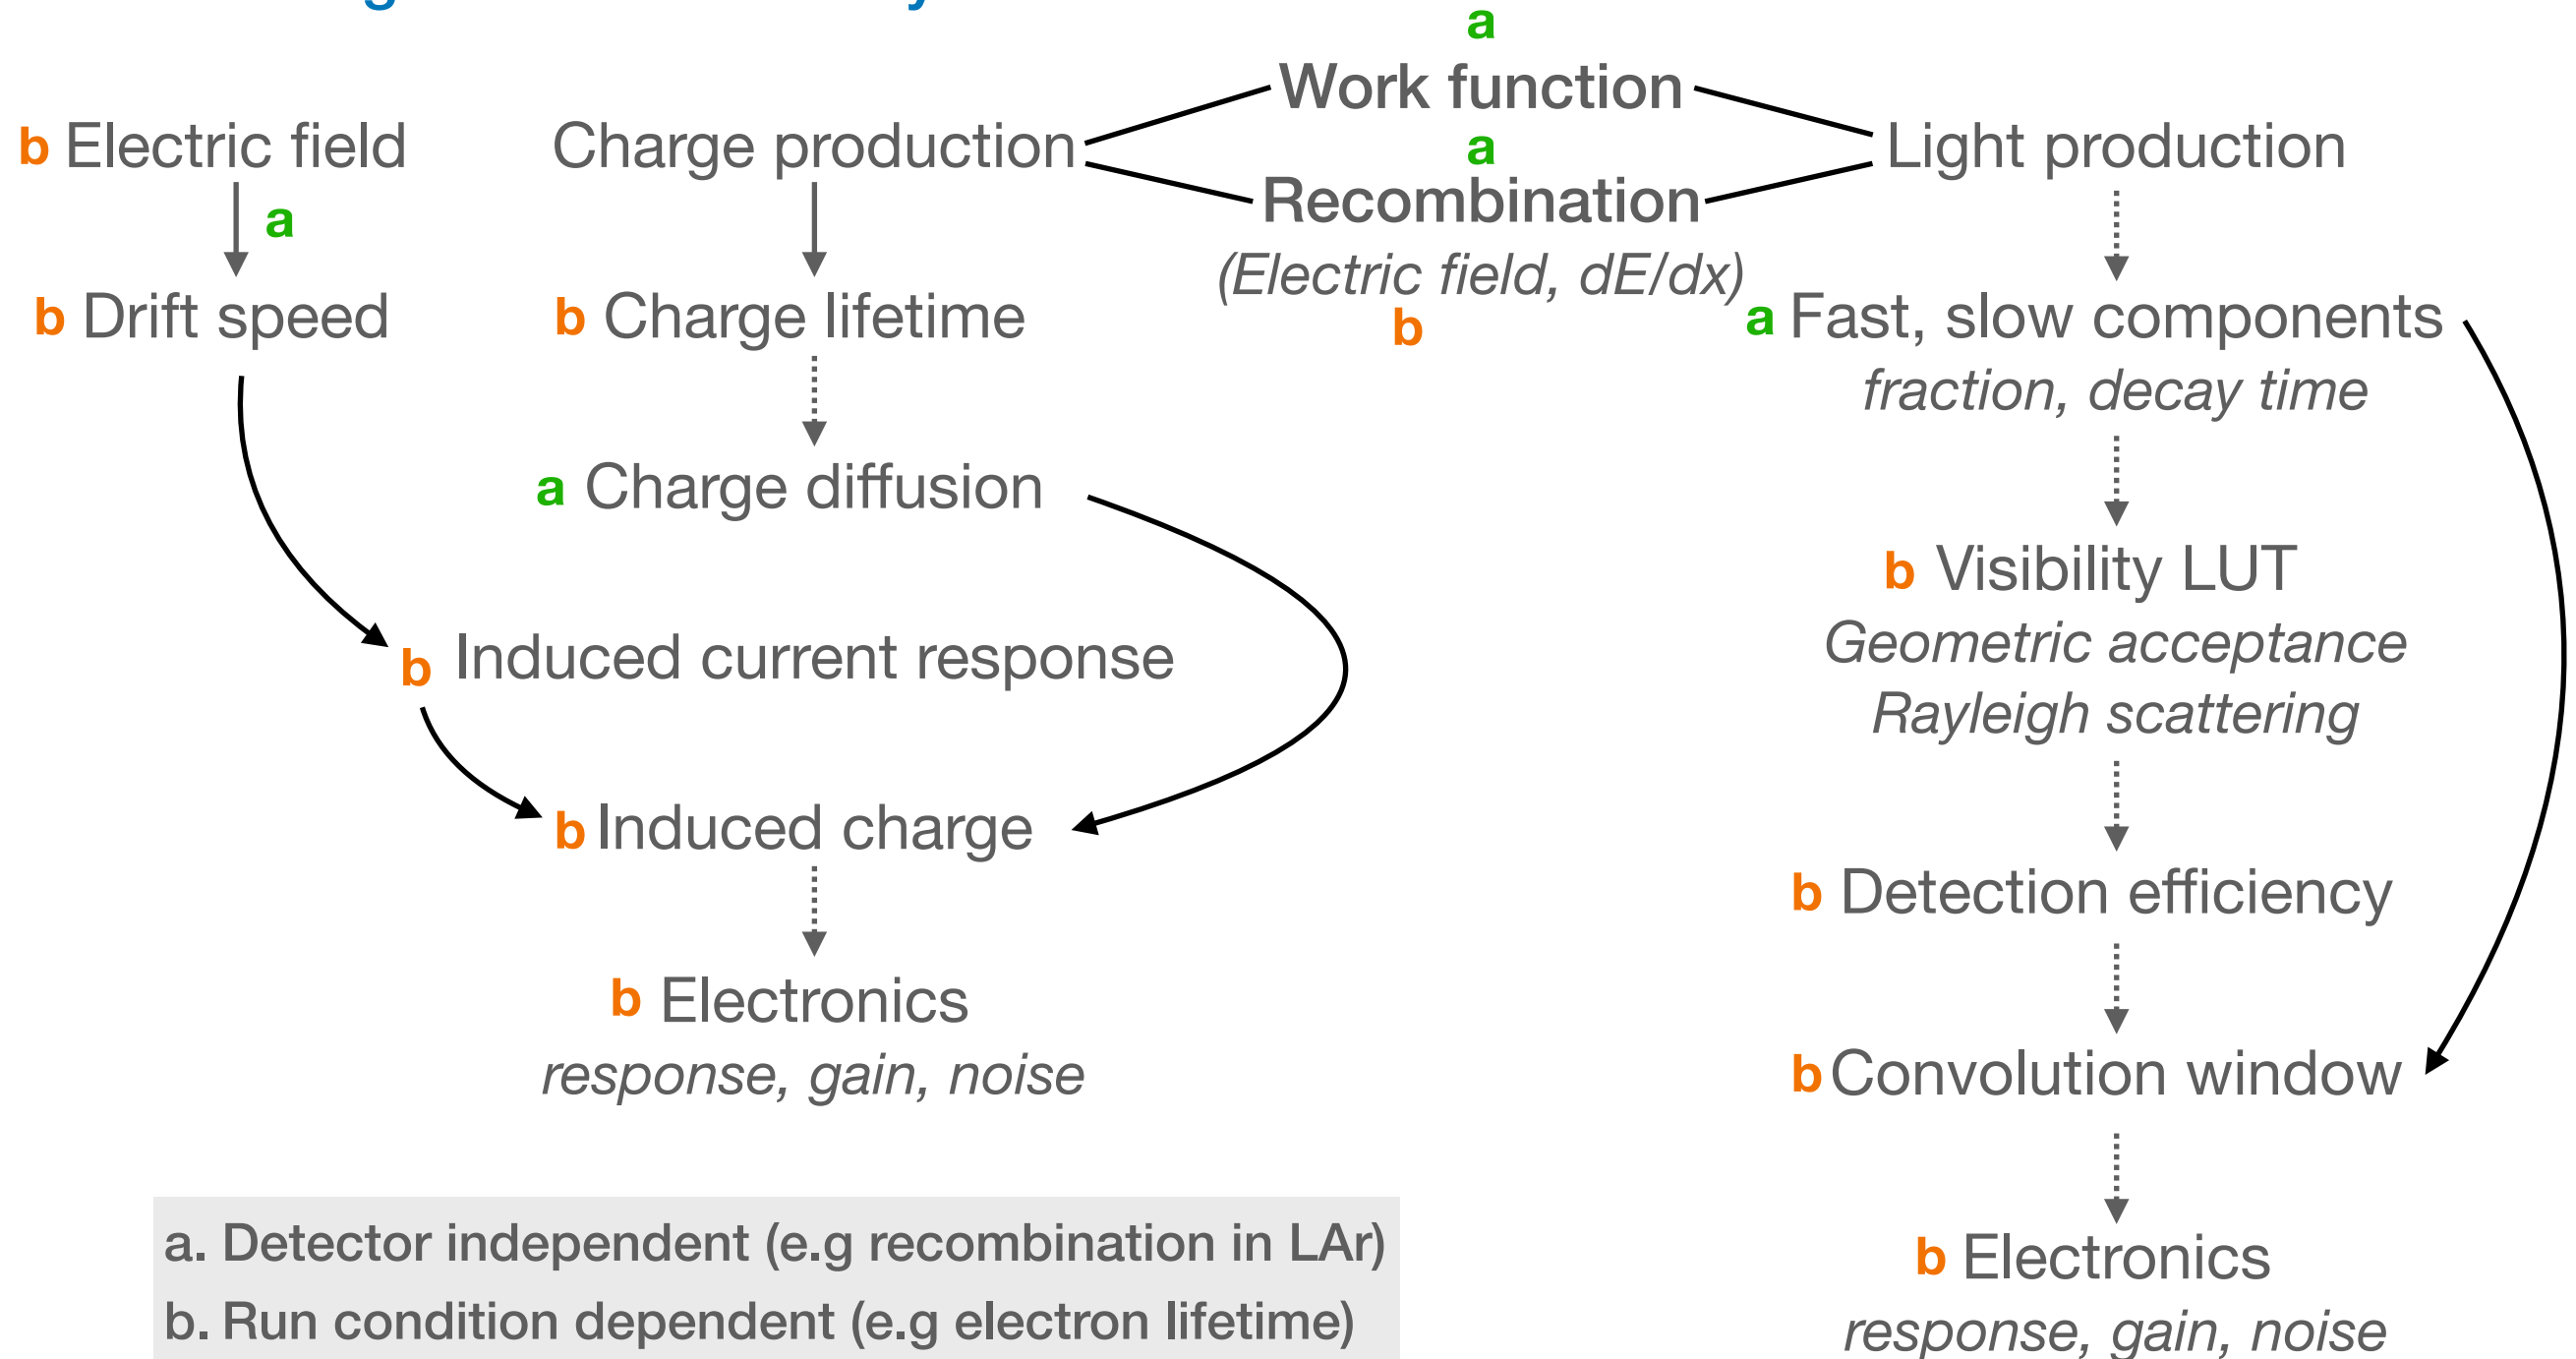 a
Work function
b Electric field
Charge production
a
Light production
a
Recombination
(Electric field, dE/dx)
b
b Drift speed
b Charge lifetime
a Fast, slow components
fraction, decay time
a Charge diffusion
b Visibility LUT
Geometric acceptance
Rayleigh scattering
b Induced current response
b Induced charge
b Detection efficiency
b Electronics
response, gain, noise
b Convolution window
a. Detector independent (e.g recombination in LAr)
b. Run condition dependent (e.g electron lifetime)
b Electronics
response, gain, noise